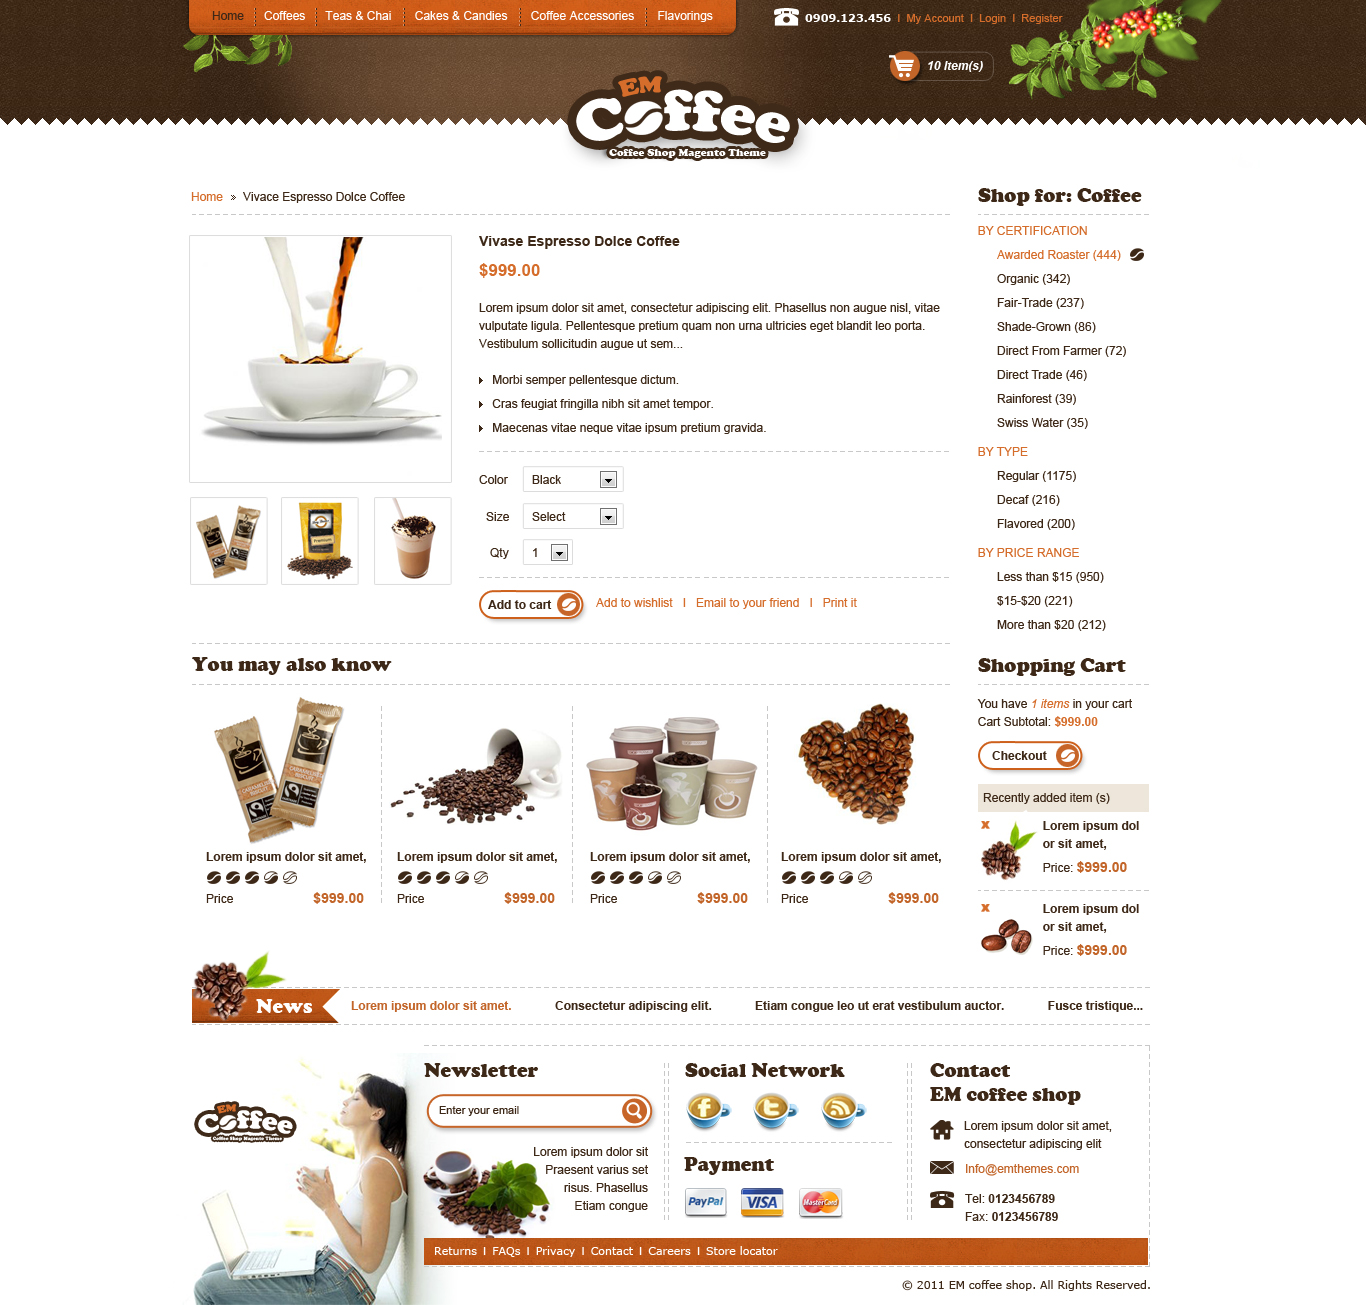 Home Coffees Teas & Chai Cakes & Candies Coffee Accessories Flavorings
0909.123.456 I My Account I Login I Register
10 Item(s)
EM
Coffee
Coffee Shop Magento Theme
Home » Vivace Espresso Dolce Coffee
Vivase Espresso Dolce Coffee
$999.00
Lorem ipsum dolor sit amet, consectetur adipiscing elit. Phasellus non augue nisl, vitae
vulputate ligula. Pellentesque pretium quam non urna ultricies eget blandit leo porta.
Vestibulum sollicitudin augue ut sem...
Morbi semper pellentesque dictum.
Cras feugiat fringilla nibh sit amet tempor.
Maecenas vitae neque vitae ipsum pretium gravida.
Color Black
Size Select
Qty 1
Add to cart Add to wishlist I Email to your friend I Print it
Shop for: Coffee
BY CERTIFICATION
Awarded Roaster (444)
Organic (342)
Fair-Trade (237)
Shade-Grown (86)
Direct From Farmer (72)
Direct Trade (46)
Rainforest (39)
Swiss Water (35)
BY TYPE
Regular (1175)
Decaf (216)
Flavored (200)
BY PRICE RANGE
Less than $15 (950)
$15-$20 (221)
More than $20 (212)
You may also know
Lorem ipsum dolor sit amet,
Price $999.00
Lorem ipsum dolor sit amet,
Price $999.00
Lorem ipsum dolor sit amet,
Price $999.00
Lorem ipsum dolor sit amet,
Price $999.00
Shopping Cart
You have 1 items in your cart
Cart Subtotal: $999.00
Checkout
Recently added item (s)
x
Lorem ipsum dol
or sit amet,
Price: $999.00
x
Lorem ipsum dol
or sit amet,
Price: $999.00
News Lorem ipsum dolor sit amet. Consectetur adipiscing elit. Etiam congue leo ut erat vestibulum auctor. Fusce tristique...
EM
Coffee
Coffee Shop Magento Theme
Newsletter
Enter your email
Lorem ipsum dolor sit
Praesent varius set
risus. Phasellus
Etiam congue
Social Network
f t
Payment
PayPal VISA MasterCard
Contact
EM coffee shop
Lorem ipsum dolor sit amet,
consectetur adipiscing elit
Info@emthemes.com
Tel: 0123456789
Fax: 0123456789
Returns I FAQs I Privacy I Contact I Careers I Store locator
© 2011 EM coffee shop. All Rights Reserved.